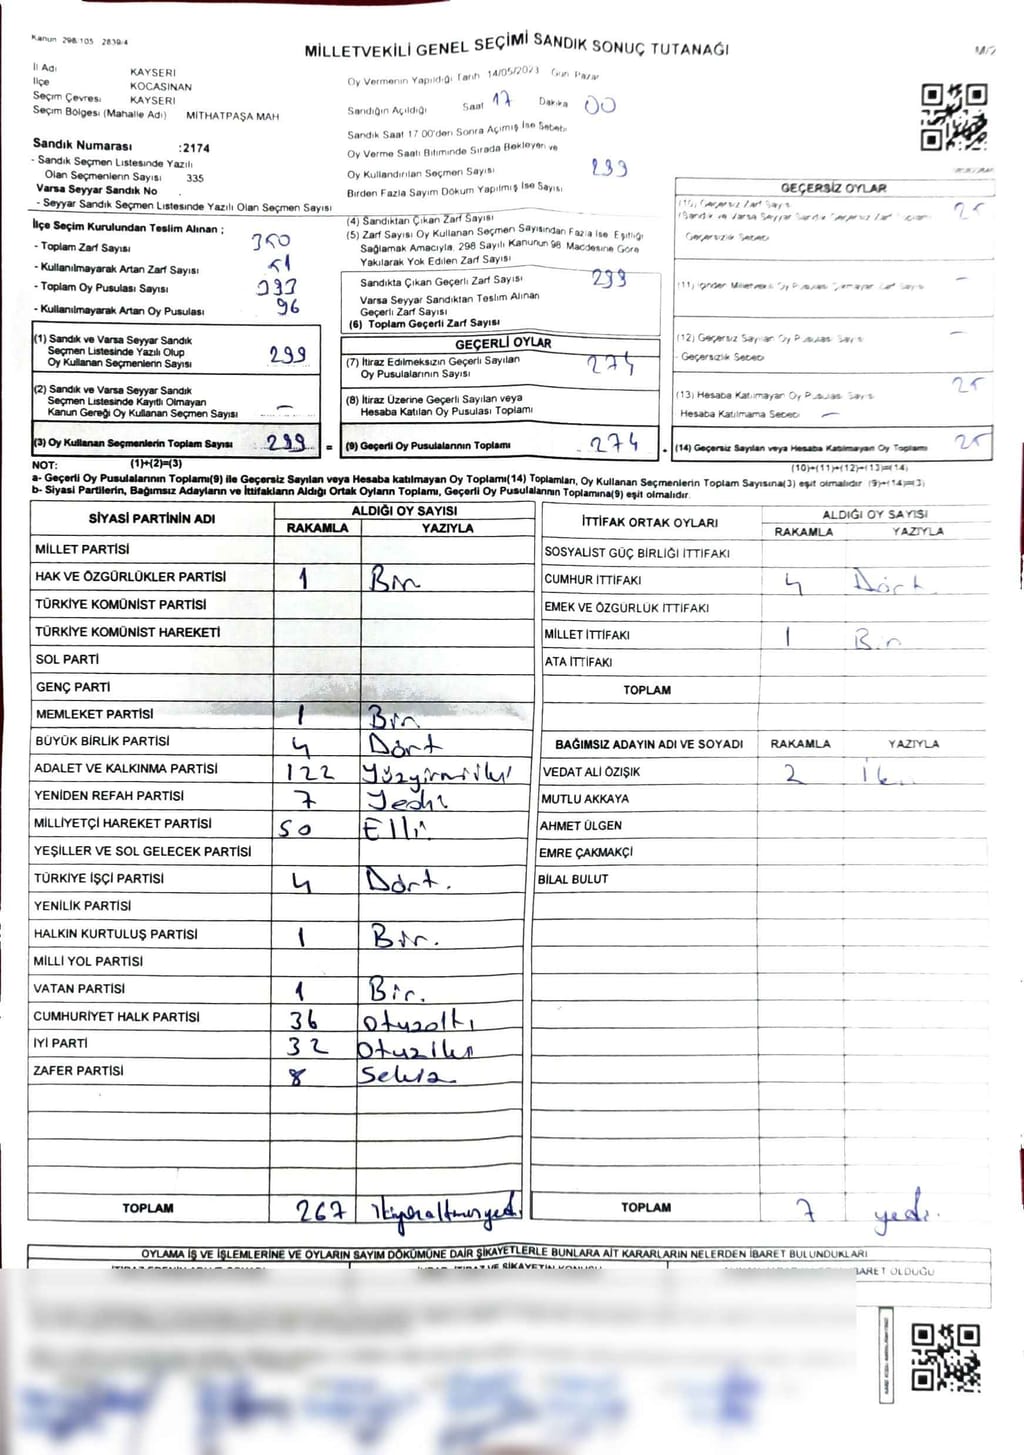 Kanun 298/105 2839/4
MİLLETVEKİLİ GENEL SEÇİMİ SANDIK SONUÇ TUTANAĞI
M/2
İl Adı KAYSERİ
İlçe KOCASİNAN
Seçim Çevresi KAYSERİ
Seçim Bölgesi (Mahalle Adı) MİTHATPAŞA MAH
Sandık Numarası :2174
- Sandık Seçmen Listesinde Yazılı
Olan Seçmenlerin Sayısı 335
Varsa Seyyar Sandık No
- Seyyar Sandık Seçmen Listesinde Yazılı Olan Seçmen Sayısı
Oy Vermenin Yapıldığı Tarih 14/05/2023 Gün Pazar
Sandığın Açıldığı Saat 17 Dakika 00
Sandık Saat 17 00'den Sonra Açılmış İse Sebebi
Oy Verme Saati Bitiminde Sırada Bekleyen ve
Oy Kullandırılan Seçmen Sayısı 299
Birden Fazla Sayım Döküm Yapılmış İse Sayısı
İlçe Seçim Kurulundan Teslim Alınan ;
- Toplam Zarf Sayısı 350
- Kullanılmayarak Artan Zarf Sayısı 51
- Toplam Oy Pusulası Sayısı
- Kullanılmayarak Artan Oy Pusulası 96
(4) Sandıktan Çıkan Zarf Sayısı
(5) Zarf Sayısı Oy Kullanan Seçmen Sayısından Fazla İse, Eşitliği
Sağlamak Amacıyla, 298 Sayılı Kanunun 98 Maddesine Göre
Yakılarak Yok Edilen Zarf Sayısı
Sandıkta Çıkan Geçerli Zarf Sayısı 299
Varsa Seyyar Sandıktan Teslim Alınan
Geçerli Zarf Sayısı
(6) Toplam Geçerli Zarf Sayısı
GEÇERSİZ OYLAR
(10) Geçersiz Zarf Sayısı 25
(Sandık ve Varsa Seyyar Sandık Geçersiz Zarf Toplamı)
Geçersizlik Sebebi
(11) İçinden Milletvekili Oy Pusulası Çıkmayan Zarf Sayısı -
(12) Geçersiz Sayılan Oy Pusulası Sayısı -
- Geçersizlik Sebebi
(13) Hesaba Katılmayan Oy Pusulası Sayısı 25
Hesaba Katılmama Sebebi -
(14) Geçersiz Sayılan veya Hesaba Katılmayan Oy Toplamı 25
(10)+(11)+(12)+(13)=(14)
(1) Sandık ve Varsa Seyyar Sandık
Seçmen Listesinde Yazılı Olup
Oy Kullanan Seçmenlerin Sayısı 299
(2) Sandık ve Varsa Seyyar Sandık
Seçmen Listesinde Kayıtlı Olmayan
Kanun Gereği Oy Kullanan Seçmen Sayısı -
(3) Oy Kullanan Seçmenlerin Toplam Sayısı 299 =
(1)+(2)=(3)
GEÇERLİ OYLAR
(7) İtiraz Edilmeksizin Geçerli Sayılan
Oy Pusulalarının Sayısı 274
(8) İtiraz Üzerine Geçerli Sayılan veya
Hesaba Katılan Oy Pusulası Toplamı
(9) Geçerli Oy Pusulalarının Toplamı 274
NOT:
a- Geçerli Oy Pusulalarının Toplamı(9) ile Geçersiz Sayılan veya Hesaba katılmayan Oy Toplamı(14) Toplamları, Oy Kullanan Seçmenlerin Toplam Sayısına(3) eşit olmalıdır (9)+(14)=(3)
b- Siyasi Partilerin, Bağımsız Adayların ve İttifakların Aldığı Ortak Oyların Toplamı, Geçerli Oy Pusulalarının Toplamına(9) eşit olmalıdır
SİYASİ PARTİNİN ADI ALDIĞI OY SAYISI
RAKAMLA YAZIYLA
MİLLET PARTİSİ
HAK VE ÖZGÜRLÜKLER PARTİSİ 1 Bir
TÜRKİYE KOMÜNİST PARTİSİ
TÜRKİYE KOMÜNİST HAREKETİ
SOL PARTİ
GENÇ PARTİ
MEMLEKET PARTİSİ 1 Bir
BÜYÜK BİRLİK PARTİSİ 4 Dört
ADALET VE KALKINMA PARTİSİ 122 Yüzyirmiiki
YENİDEN REFAH PARTİSİ 7 Yedi
MİLLİYETÇİ HAREKET PARTİSİ 50 Elli
YEŞİLLER VE SOL GELECEK PARTİSİ
TÜRKİYE İŞÇİ PARTİSİ 4 Dört.
YENİLİK PARTİSİ
HALKIN KURTULUŞ PARTİSİ 1 Bir.
MİLLİ YOL PARTİSİ
VATAN PARTİSİ 1 Bir.
CUMHURİYET HALK PARTİSİ 36 Otuzaltı
İYİ PARTİ 32 Otuziki
ZAFER PARTİSİ 8 Sekiz
TOPLAM 267 İkiyüzaltmışyedi
İTTİFAK ORTAK OYLARI ALDIĞI OY SAYISI
RAKAMLA YAZIYLA
SOSYALİST GÜÇ BİRLİĞİ İTTİFAKI
CUMHUR İTTİFAKI 4 Dört
EMEK VE ÖZGÜRLÜK İTTİFAKI
MİLLET İTTİFAKI 1 Bir
ATA İTTİFAKI
TOPLAM
BAĞIMSIZ ADAYIN ADI VE SOYADI RAKAMLA YAZIYLA
VEDAT ALİ ÖZIŞIK 2 İki
MUTLU AKKAYA
AHMET ÜLGEN
EMRE ÇAKMAKÇİ
BİLAL BULUT
TOPLAM 7 yedi.
OYLAMA İŞ VE İŞLEMLERİNE VE OYLARIN SAYIM DÖKÜMÜNE DAİR ŞİKAYETLERLE BUNLARA AİT KARARLARIN NELERDEN İBARET BULUNDUKLARI